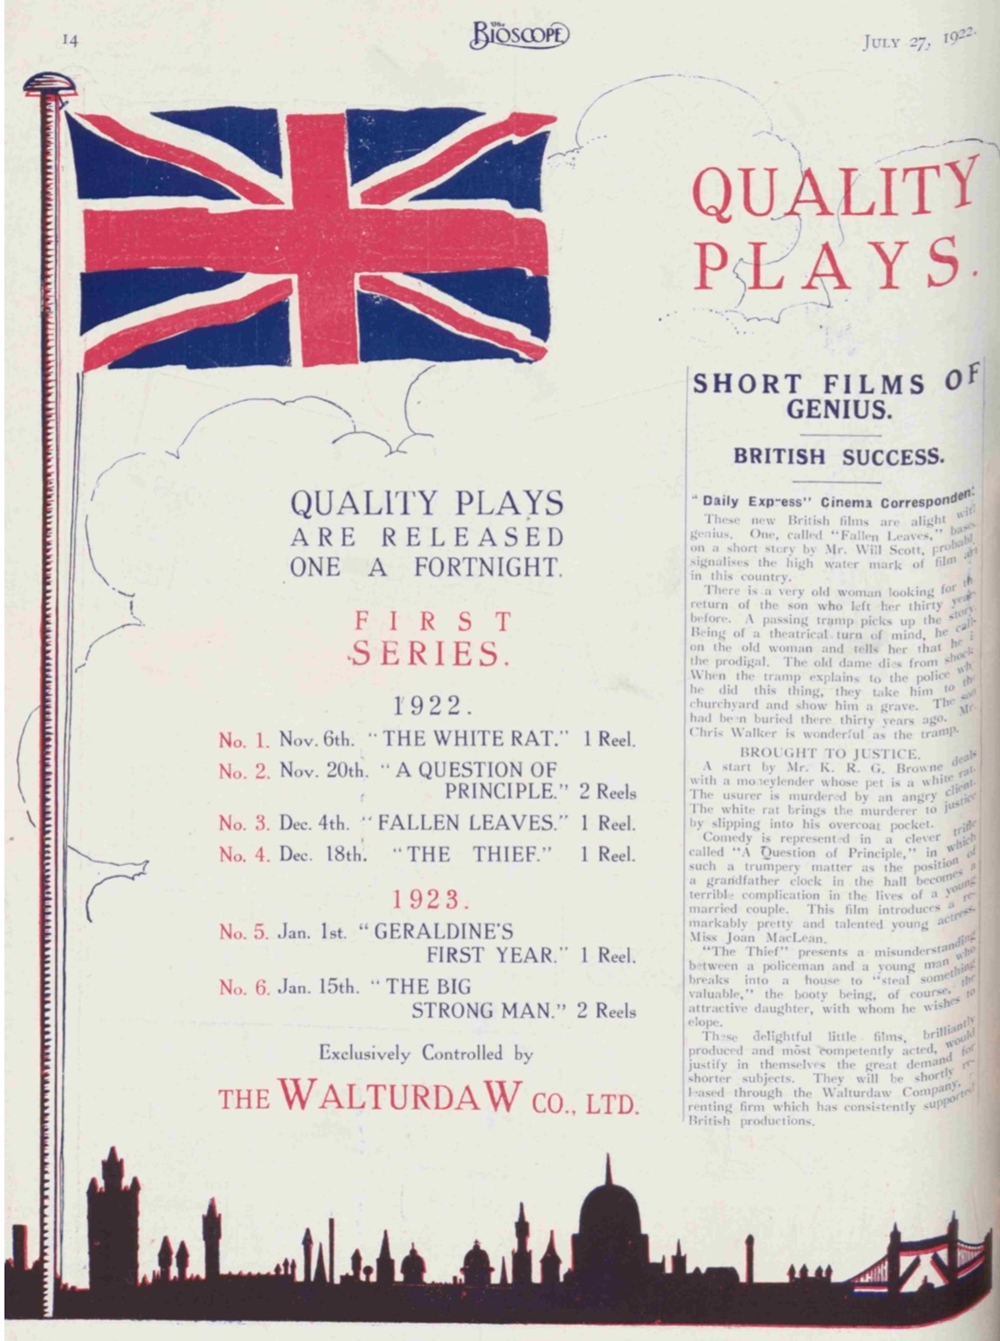 14
The BIOSCOPE
JULY 27, 1922.
QUALITY
PLAYS.
QUALITY PLAYS
ARE RELEASED
ONE A FORTNIGHT.
FIRST
SERIES.
1922.
No. 1. Nov. 6th. "THE WHITE RAT." 1 Reel.
No. 2. Nov. 20th. "A QUESTION OF
PRINCIPLE." 2 Reels
No. 3. Dec. 4th. "FALLEN LEAVES." 1 Reel.
No. 4. Dec. 18th. "THE THIEF." 1 Reel.
1923.
No. 5. Jan. 1st. "GERALDINE'S
FIRST YEAR." 1 Reel.
No. 6. Jan. 15th. "THE BIG
STRONG MAN." 2 Reels
Exclusively Controlled by
THE WALTURDAW CO., LTD.
SHORT FILMS OF
GENIUS.
BRITISH SUCCESS.
"Daily Express" Cinema Correspondent:
These new British films are alight with
genius. One, called "Fallen Leaves," based
on a short story by Mr. Will Scott, probably
signalises the high water mark of film art
in this country.
There is a very old woman looking for the
return of the son who left her thirty years
before. A passing tramp picks up the story.
Being of a theatrical turn of mind, he calls
on the old woman and tells her that he is
the prodigal. The old dame dies from shock.
When the tramp explains to the police why
he did this thing, they take him to the
churchyard and show him a grave. The son
had been buried there thirty years ago. Mr.
Chris Walker is wonderful as the tramp.
BROUGHT TO JUSTICE.
A start by Mr. K. R. G. Browne deals
with a moneylender whose pet is a white rat.
The usurer is murdered by an angry client.
The white rat brings the murderer to justice
by slipping into his overcoat pocket.
Comedy is represented in a clever trifle
called "A Question of Principle," in which
such a trumpery matter as the position of
a grandfather clock in the hall becomes a
terrible complication in the lives of a young
married couple. This film introduces a re-
markably pretty and talented young actress,
Miss Joan MacLean.
"The Thief" presents a misunderstanding
between a policeman and a young man who
breaks into a house to "steal something
valuable," the booty being, of course, the
attractive daughter, with whom he wishes to
elope.
These delightful little films, brilliantly
produced and most competently acted, would
justify in themselves the great demand for
shorter subjects. They will be shortly re-
leased through the Walturdaw Company,
renting firm which has consistently supported
British productions.